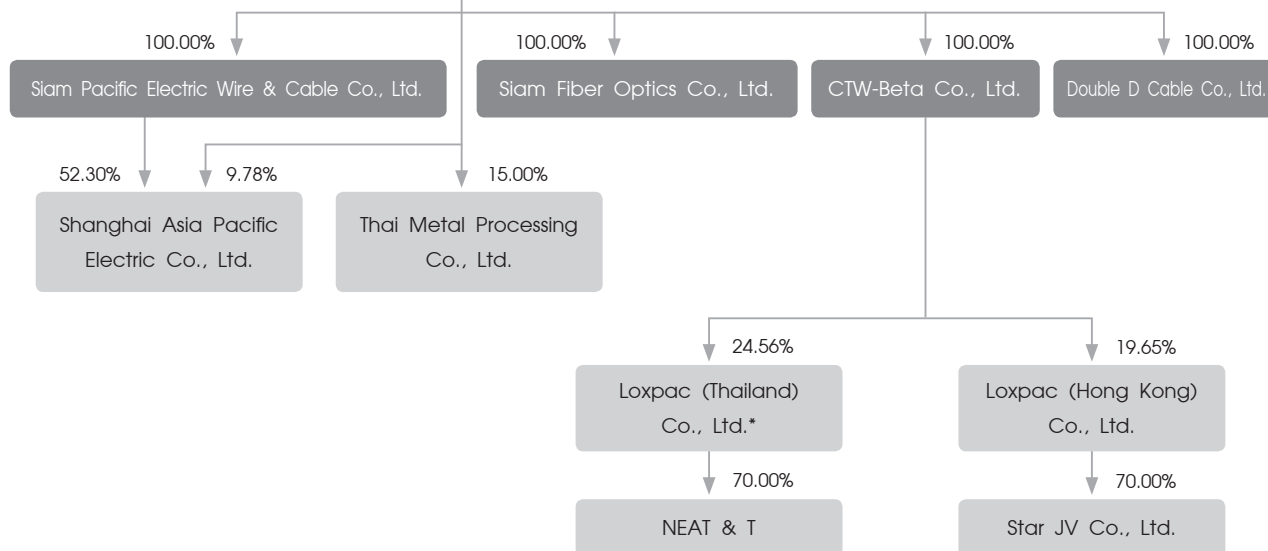 100.00%
100.00%
100.00%
100.00%
Siam Pacific Electric Wire & Cable Co., Ltd.
Siam Fiber Optics Co., Ltd.
CTW-Beta Co., Ltd.
Double D Cable Co., Ltd.
52.30%
9.78%
15.00%
Shanghai Asia Pacific
Electric Co., Ltd.
Thai Metal Processing
Co., Ltd.
24.56%
19.65%
Loxpac (Thailand)
Co., Ltd.*
Loxpac (Hong Kong)
Co., Ltd.
70.00%
70.00%
NEAT & T
Star JV Co., Ltd.